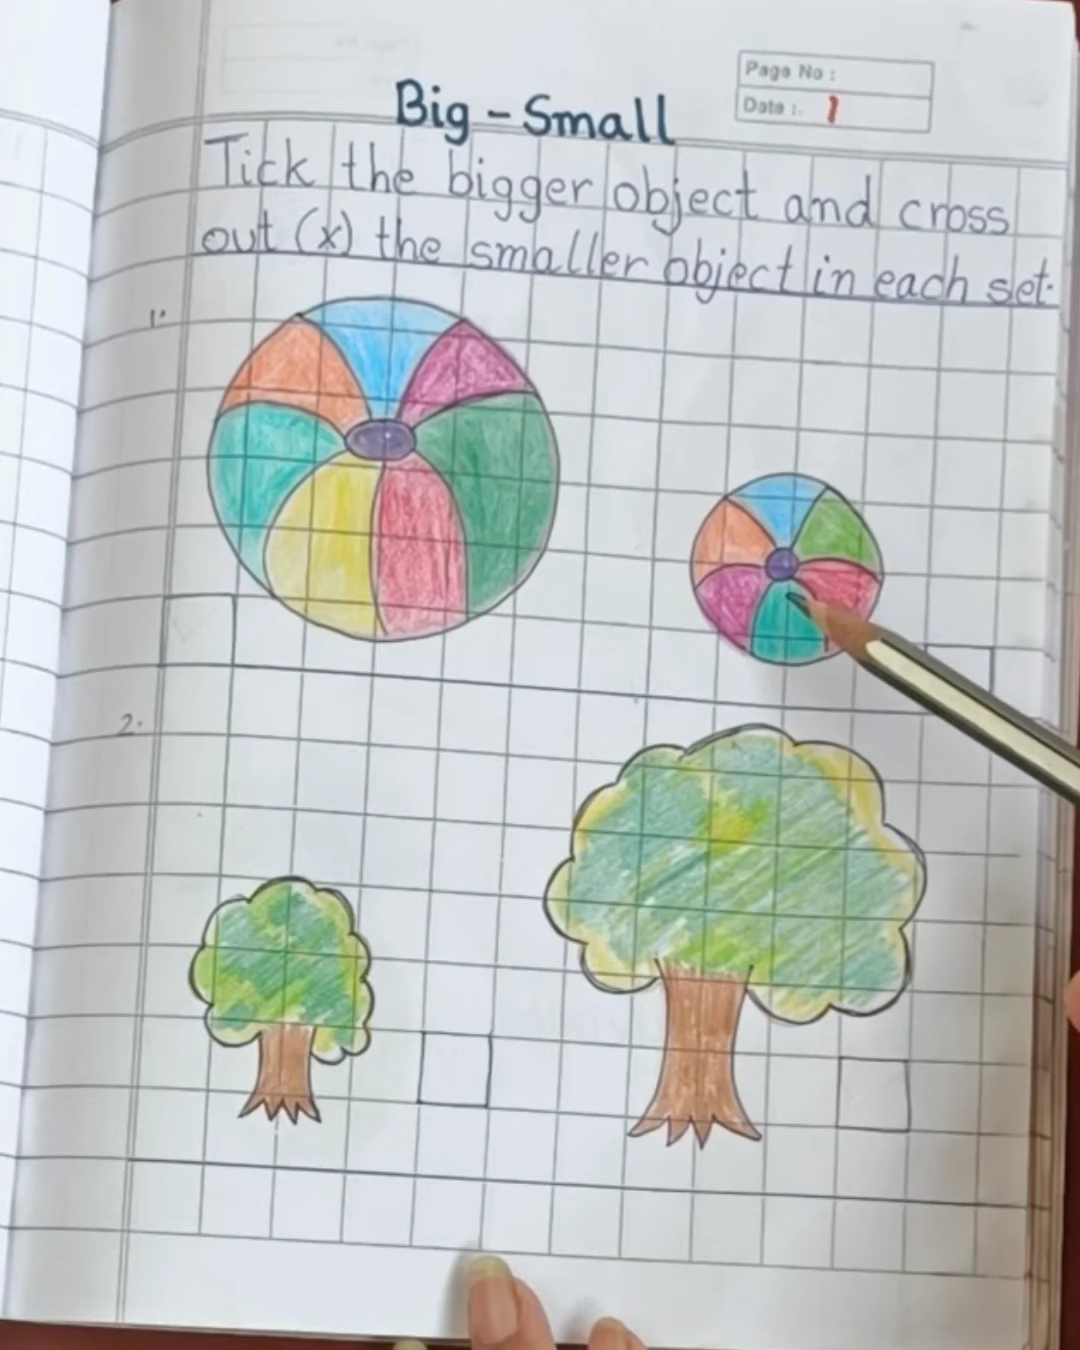 Page No :
Date :. 1
Big - Small
Tick the bigger object and cross
out (x) the smaller object in each set.
1.
2.